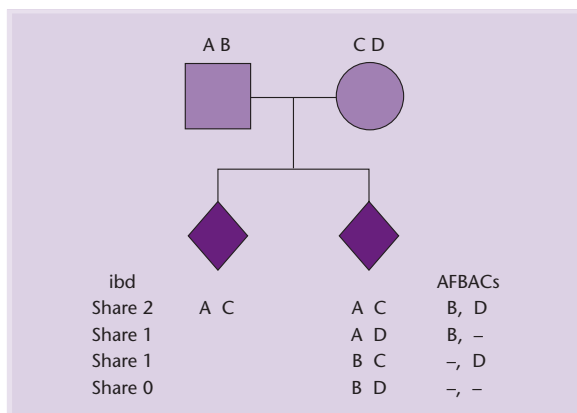 A B C D
ibd AFBACs
Share 2 A C A C B, D
Share 1 A D B, –
Share 1 B C –, D
Share 0 B D –, –